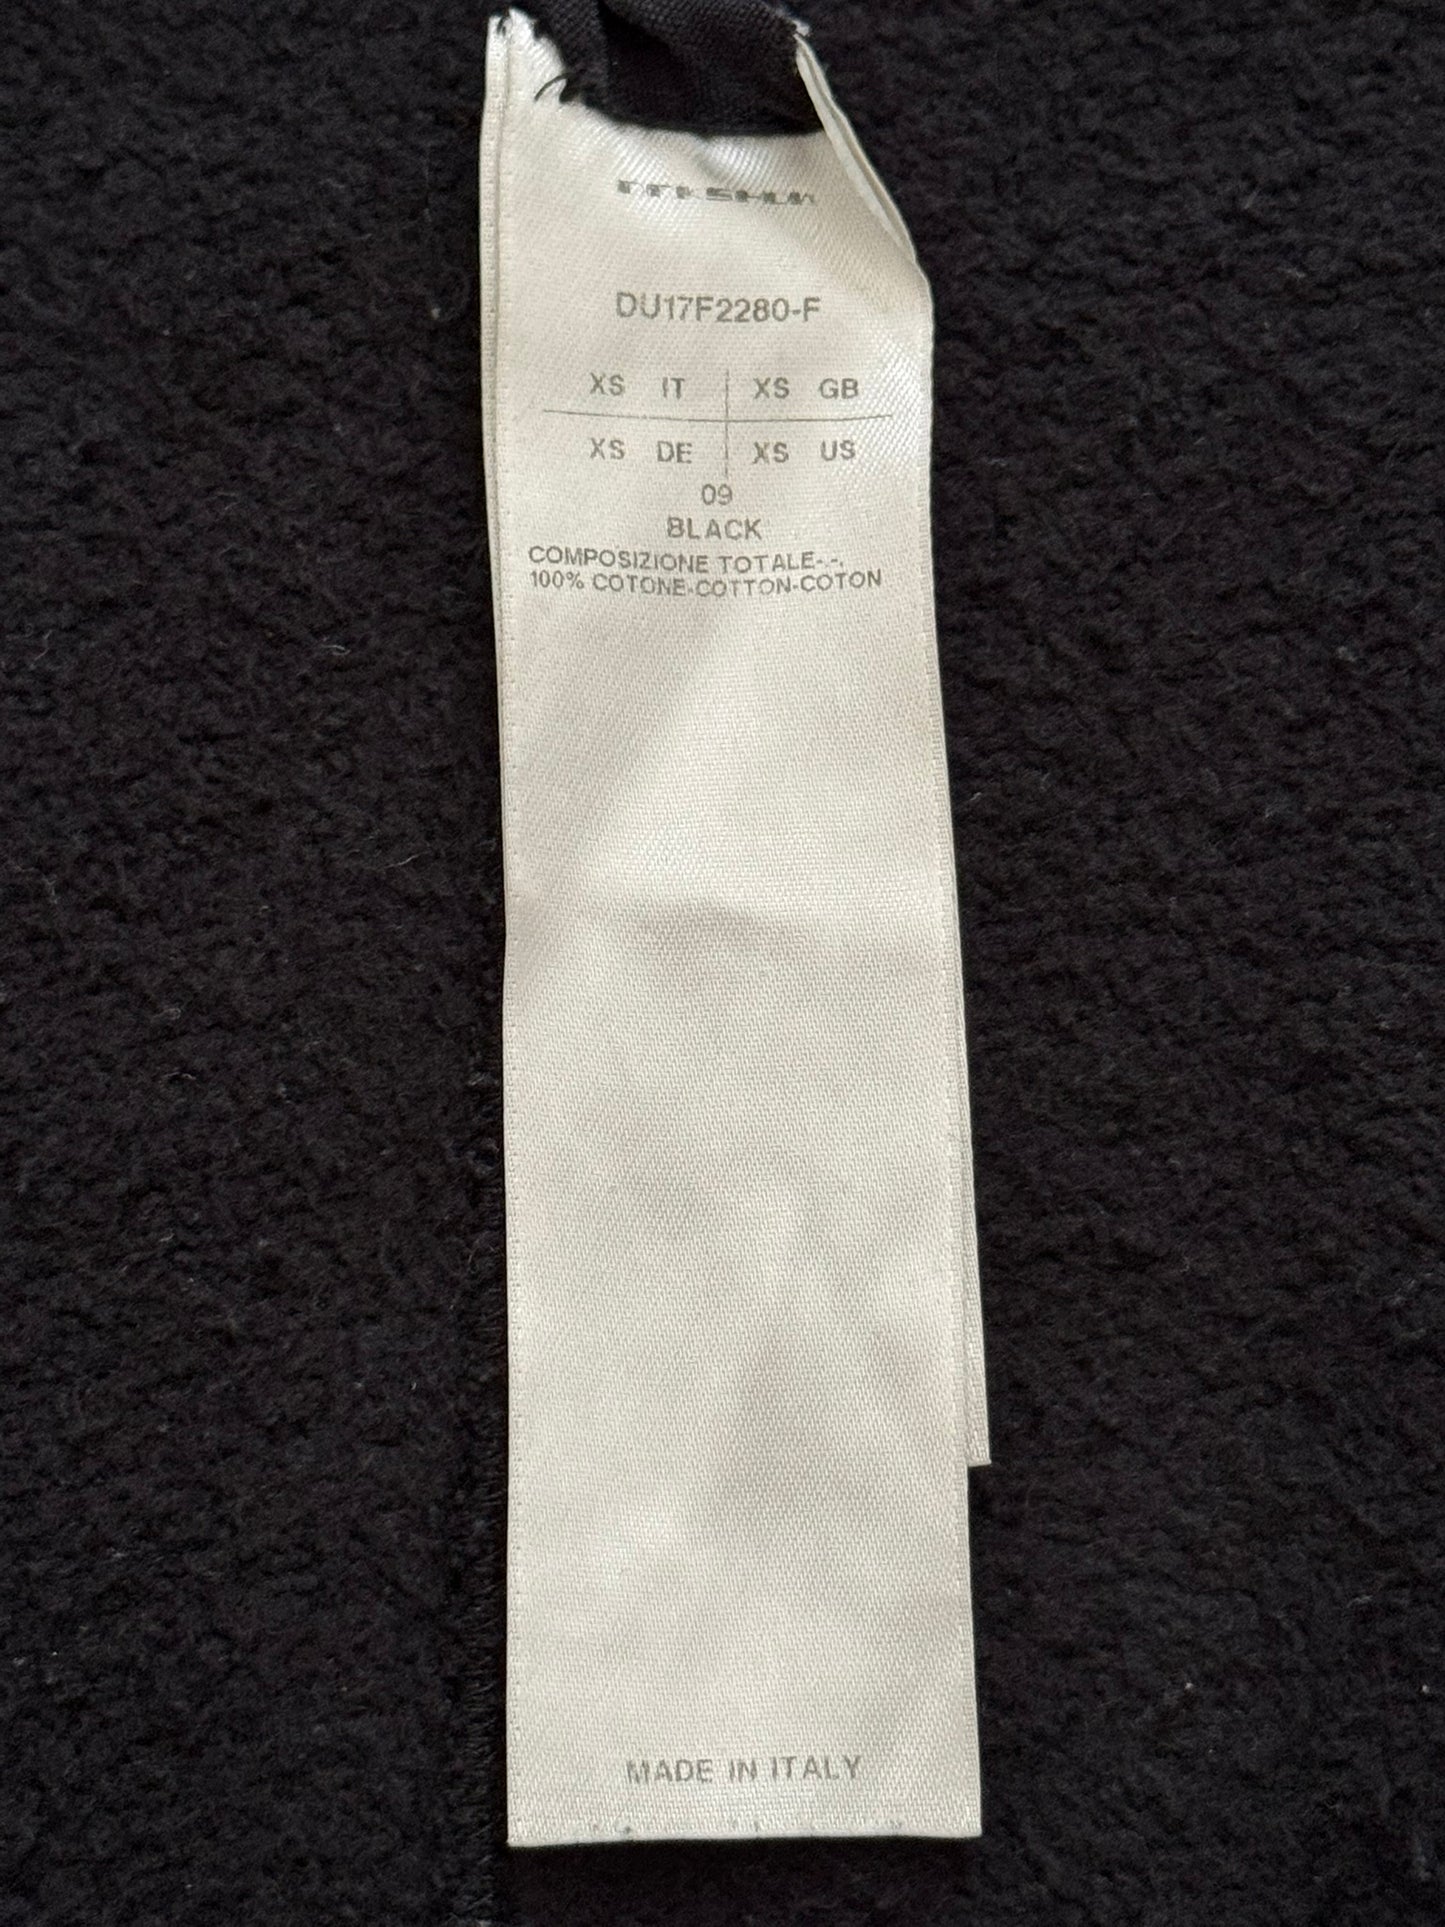 DRKSHDW
DU17F2280-F
XS IT XS GB
XS DE XS US
09
BLACK
COMPOSIZIONE TOTALE-.-.
100% COTONE-COTTON-COTON
MADE IN ITALY